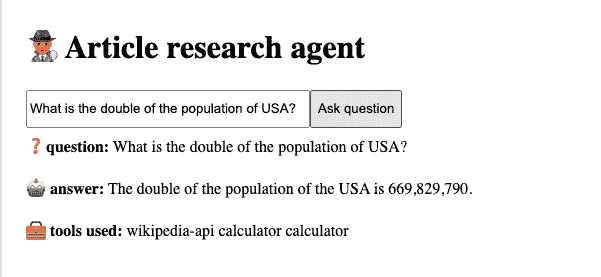 Article research agent
What is the double of the population of USA? Ask question
question: What is the double of the population of USA?
answer: The double of the population of the USA is 669,829,790.
tools used: wikipedia-api calculator calculator